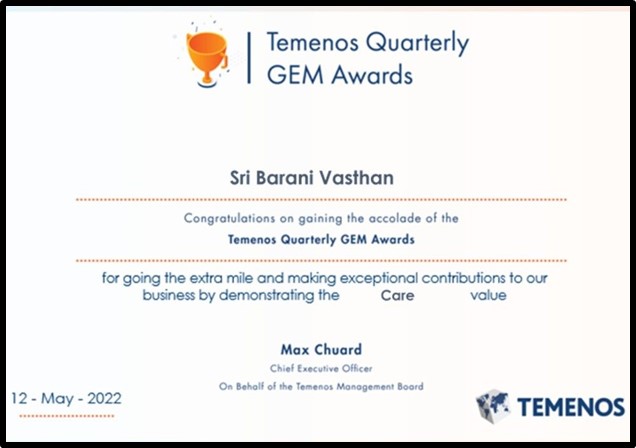 Temenos Quarterly
GEM Awards
Sri Barani Vasthan
Congratulations on gaining the accolade of the
Temenos Quarterly GEM Awards
for going the extra mile and making exceptional contributions to our
business by demonstrating the Care value
Max Chuard
Chief Executive Officer
On Behalf of the Temenos Management Board
12 - May - 2022
TEMENOS